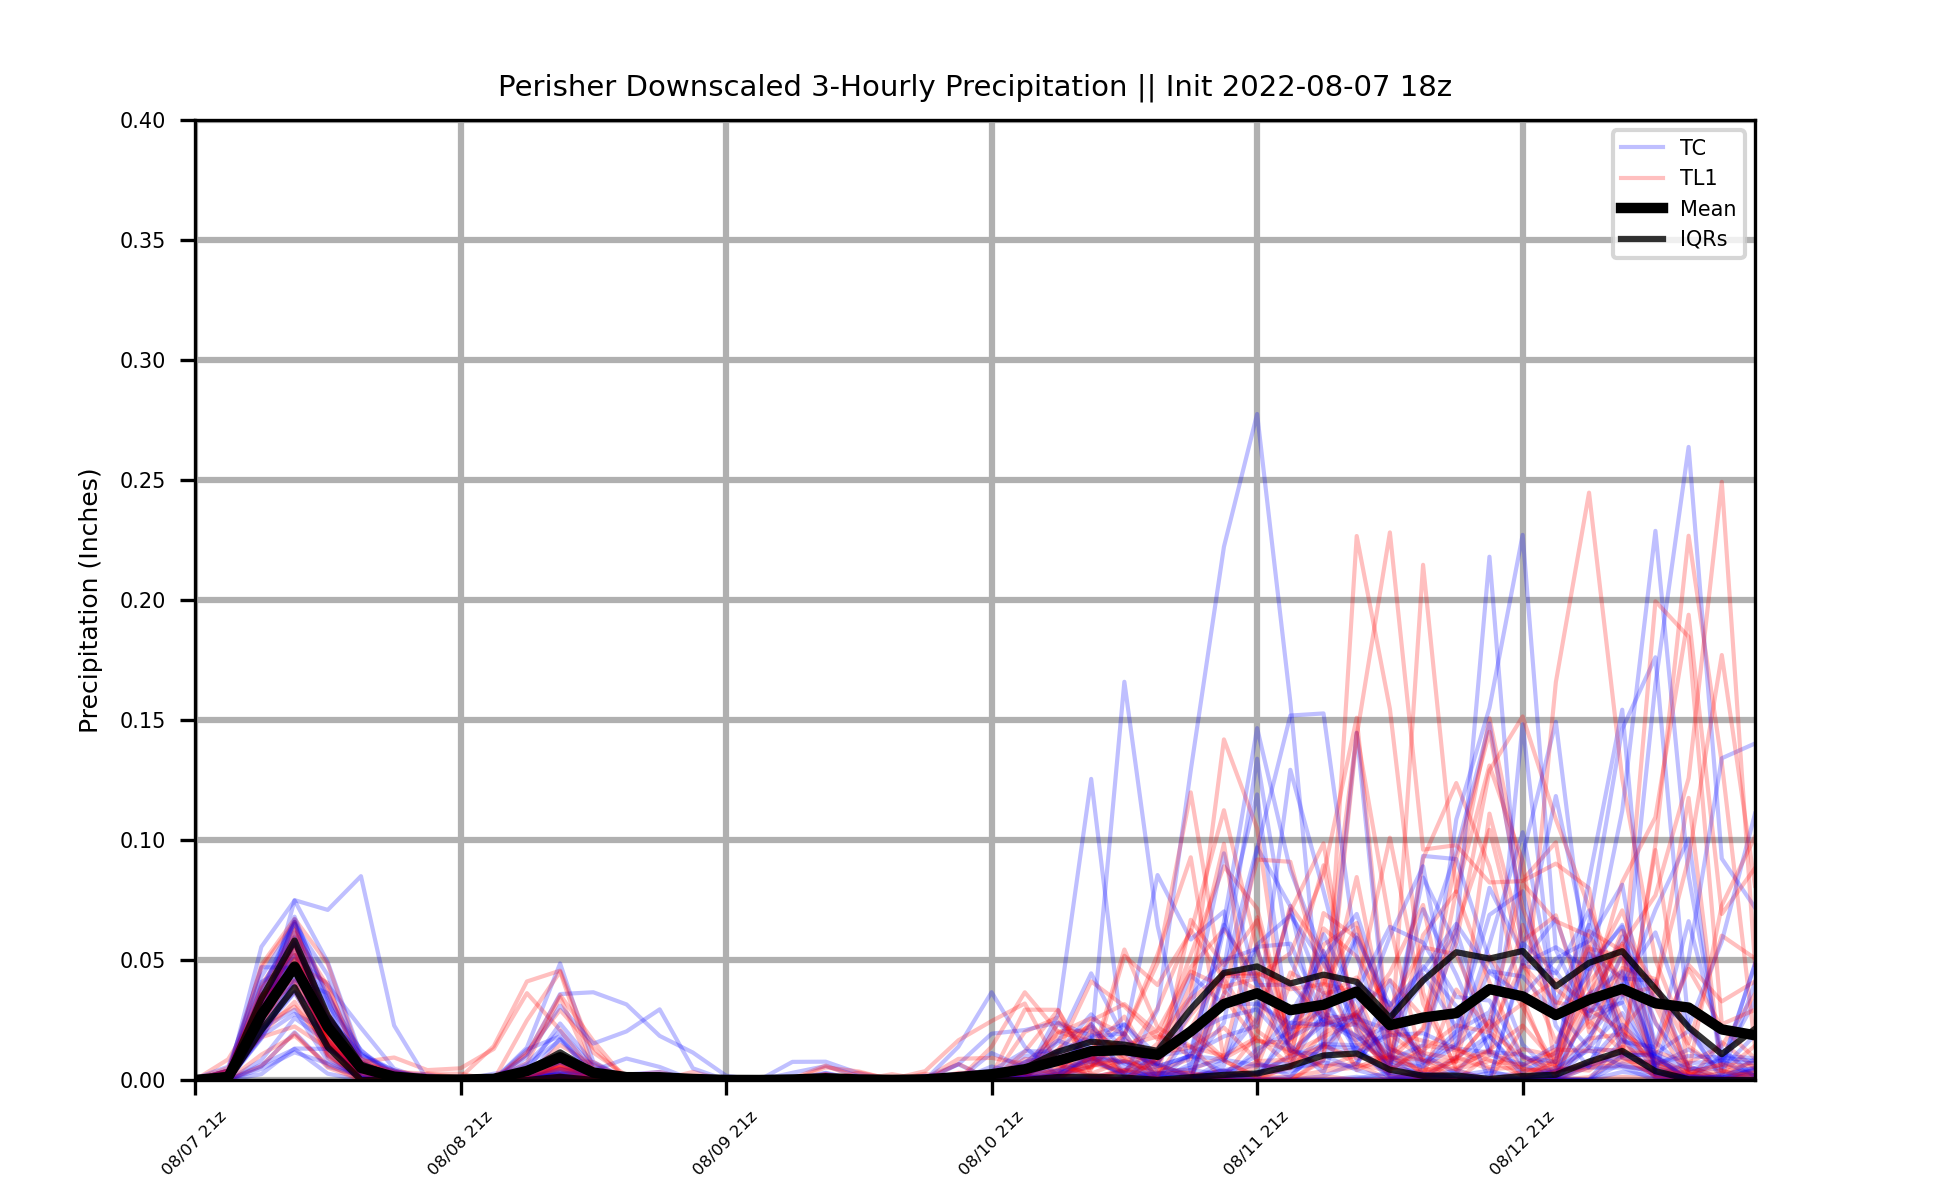 Perisher Downscaled 3-Hourly Precipitation || Init 2022-08-07 18z
0.40
0.35
0.30
0.25
0.20
0.15
0.10
0.05
0.00
Precipitation (Inches)
TC
TL1
Mean
IQRs
08/07 21z
08/08 21z
08/09 21z
08/10 21z
08/11 21z
08/12 21z